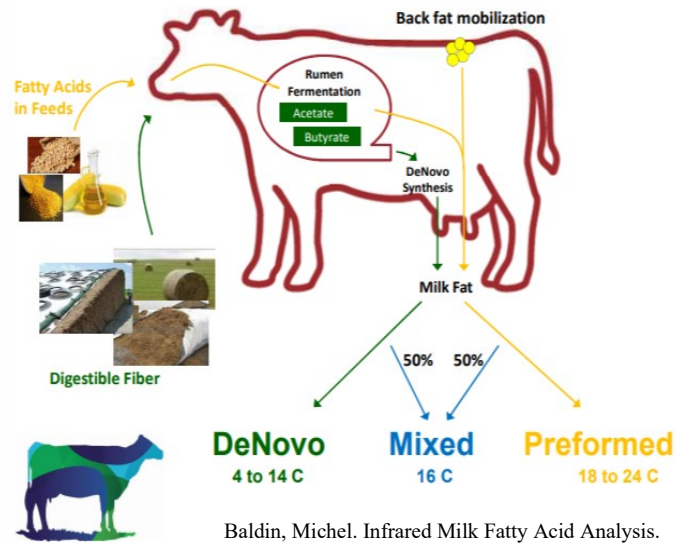 Back fat mobilization
Fatty Acids
in Feeds
Rumen
Fermentation
Acetate
Butyrate
DeNovo
Synthesis
Milk Fat
50%
50%
Digestible Fiber
DeNovo
4 to 14 C
Mixed
16 C
Preformed
18 to 24 C
Baldin, Michel. Infrared Milk Fatty Acid Analysis.